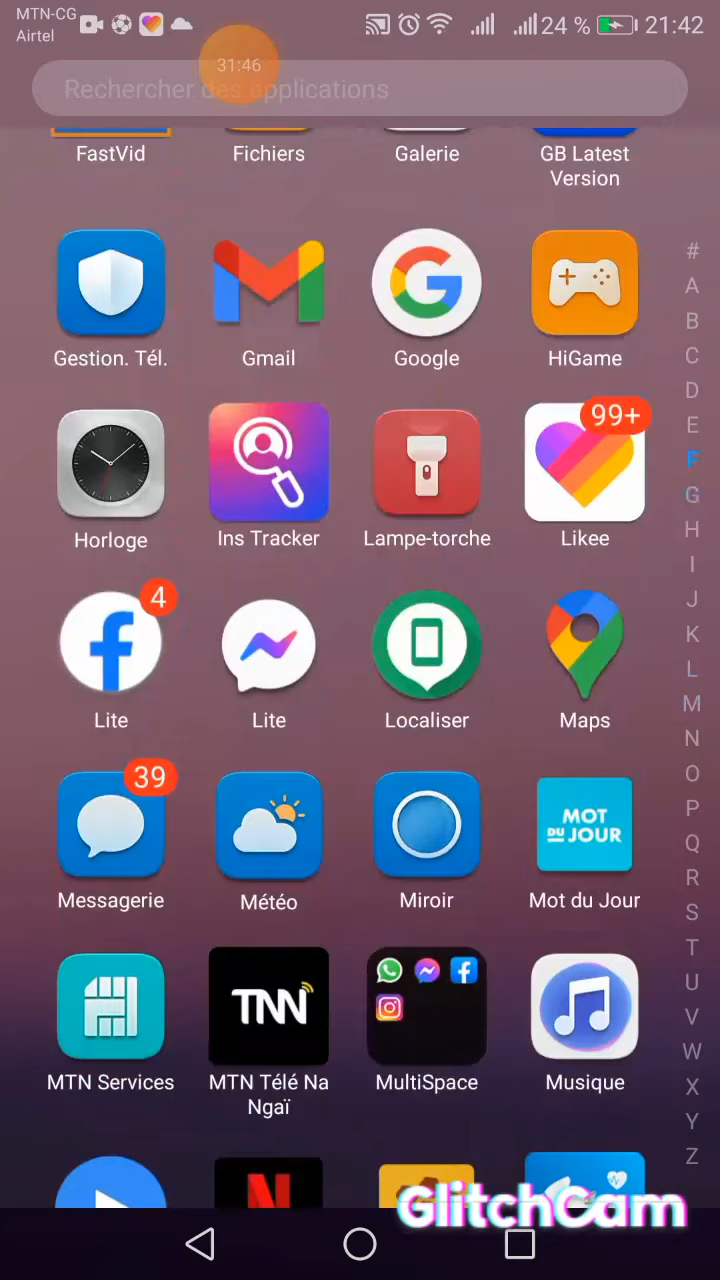 MTN-CG
Airtel
24 %
21:42
31:46
Rechercher des applications
FastVid
Fichiers
Galerie
GB Latest
Version
#
A
B
C
D
E
F
G
H
I
J
K
L
M
N
O
P
Q
R
S
T
U
V
W
X
Y
Z
Gestion. Tél.
Gmail
Google
HiGame
99+
Horloge
Ins Tracker
Lampe-torche
Likee
4
Lite
Lite
Localiser
Maps
39
MOT
DU JOUR
Messagerie
Météo
Miroir
Mot du Jour
TNN
MTN Services
MTN Télé Na
Ngaï
MultiSpace
Musique
GlitchCam